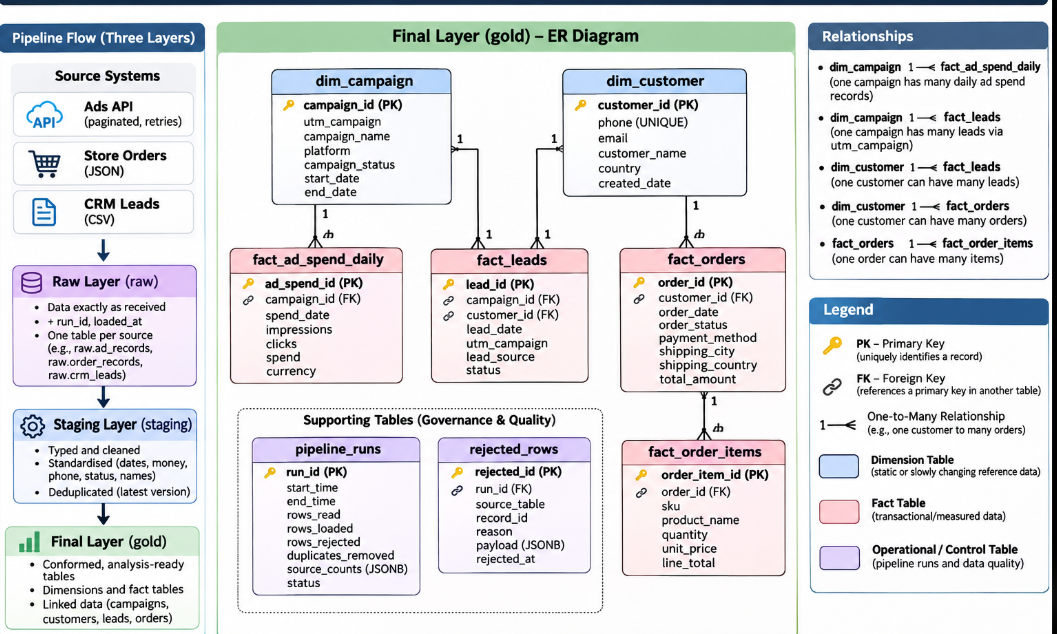 Pipeline Flow (Three Layers)
Source Systems
API
Ads API
(paginated, retries)
Store Orders
(JSON)
CRM Leads
(CSV)
Raw Layer (raw)
• Data exactly as received
• + run_id, loaded_at
• One table per source
(e.g., raw.ad_records,
raw.order_records,
raw.crm_leads)
Staging Layer (staging)
• Typed and cleaned
• Standardised (dates, money,
phone, status, names)
• Deduplicated (latest version)
Final Layer (gold)
• Conformed, analysis-ready
tables
• Dimensions and fact tables
• Linked data (campaigns,
customers, leads, orders)
Final Layer (gold) – ER Diagram
dim_campaign
campaign_id (PK)
utm_campaign
campaign_name
platform
campaign_status
start_date
end_date
dim_customer
customer_id (PK)
phone (UNIQUE)
email
customer_name
country
created_date
1
1
1
1
1
1
fact_ad_spend_daily
ad_spend_id (PK)
campaign_id (FK)
spend_date
impressions
clicks
spend
currency
fact_leads
lead_id (PK)
campaign_id (FK)
customer_id (FK)
lead_date
utm_campaign
lead_source
status
fact_orders
order_id (PK)
customer_id (FK)
order_date
order_status
payment_method
shipping_city
shipping_country
total_amount
1
fact_order_items
order_item_id (PK)
order_id (FK)
sku
product_name
quantity
unit_price
line_total
Supporting Tables (Governance & Quality)
pipeline_runs
run_id (PK)
start_time
end_time
rows_read
rows_loaded
rows_rejected
duplicates_removed
source_counts (JSONB)
status
rejected_rows
rejected_id (PK)
run_id (FK)
source_table
record_id
reason
payload (JSONB)
rejected_at
Relationships
• dim_campaign 1 fact_ad_spend_daily
(one campaign has many daily ad spend
records)
• dim_campaign 1 fact_leads
(one campaign has many leads via
utm_campaign)
• dim_customer 1 fact_leads
(one customer can have many leads)
• dim_customer 1 fact_orders
(one customer can have many orders)
• fact_orders 1 fact_order_items
(one order can have many items)
Legend
PK – Primary Key
(uniquely identifies a record)
FK – Foreign Key
(references a primary key in another table)
1 One-to-Many Relationship
(e.g., one customer to many orders)
Dimension Table
(static or slowly changing reference data)
Fact Table
(transactional/measured data)
Operational / Control Table
(pipeline runs and data quality)